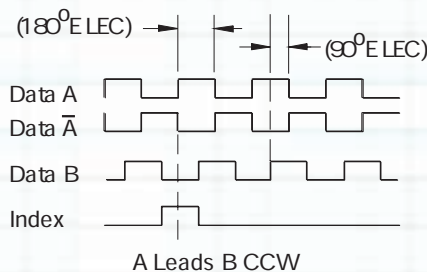 (180°ELEC)
(90°ELEC)
Data A
Data A̅
Data B
Index
A Leads B CCW